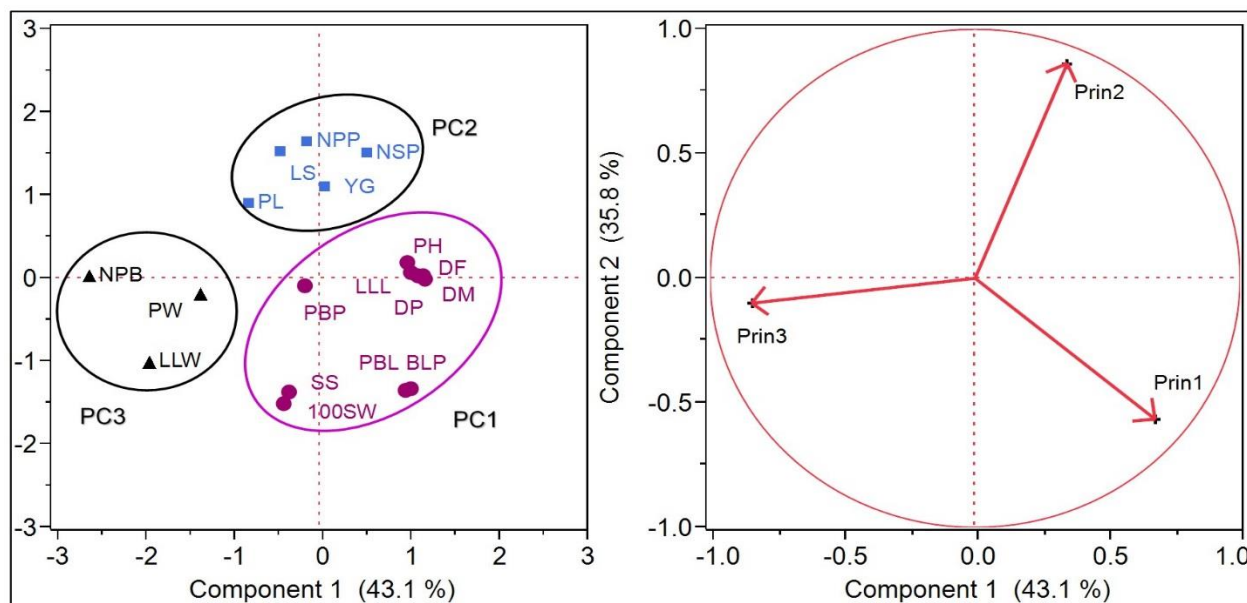 3
2
1
0
-1
-2
-3
NPP
NSP
LS
YG
PL
PC2
PH
DF
LLL
DP
DM
PBP
PBL BLP
SS
100SW
PC1
NPB
PW
LLW
PC3
-3 -2 -1 0 1 2 3
Component 1 (43.1 %)
Component 2 (35.8 %)
1.0
0.5
0.0
-0.5
-1.0
Prin2
Prin3
Prin1
-1.0 -0.5 0.0 0.5 1.0
Component 1 (43.1 %)